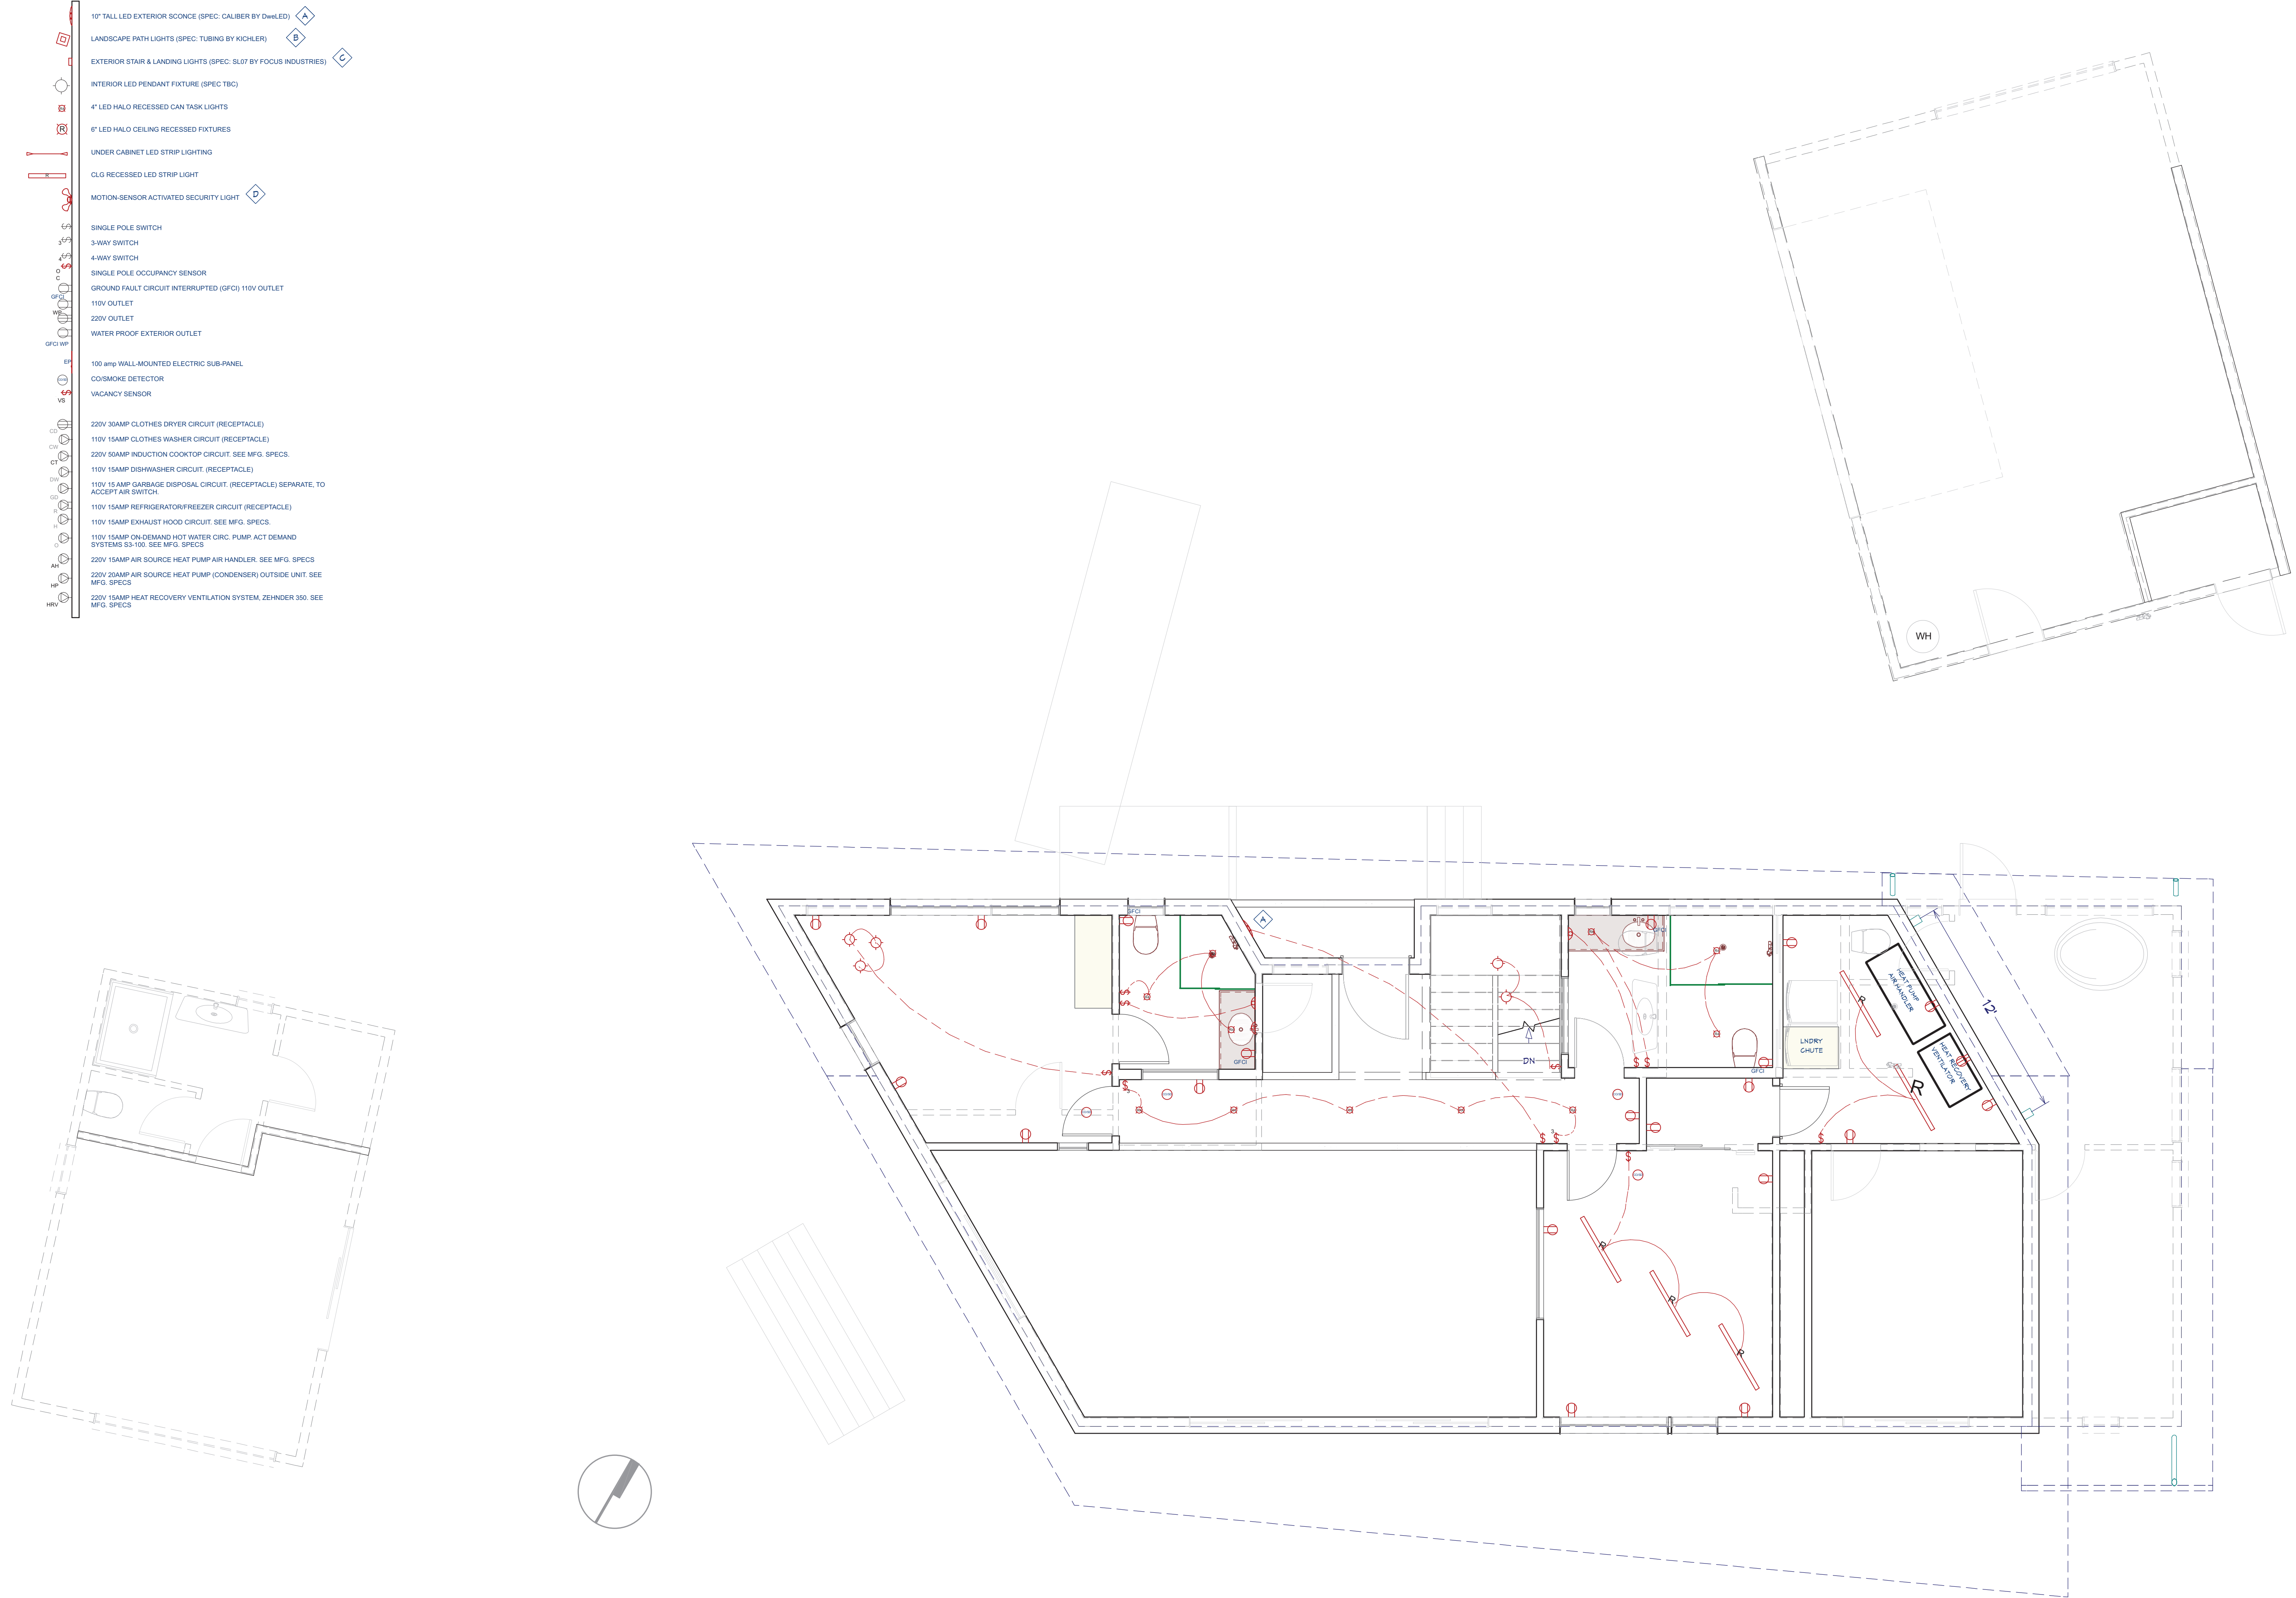 10" TALL LED EXTERIOR SCONCE (SPEC: CALIBER BY DweLED) A
LANDSCAPE PATH LIGHTS (SPEC: TUBING BY KICHLER) B
EXTERIOR STAIR & LANDING LIGHTS (SPEC: SL07 BY FOCUS INDUSTRIES) C
INTERIOR LED PENDANT FIXTURE (SPEC TBC)
4" LED HALO RECESSED CAN TASK LIGHTS
R 6" LED HALO CEILING RECESSED FIXTURES
UNDER CABINET LED STRIP LIGHTING
R CLG RECESSED LED STRIP LIGHT
MOTION-SENSOR ACTIVATED SECURITY LIGHT D
$ SINGLE POLE SWITCH
$ 3 3-WAY SWITCH
$ 4 4-WAY SWITCH
$ OC SINGLE POLE OCCUPANCY SENSOR
GFCI GROUND FAULT CIRCUIT INTERRUPTED (GFCI) 110V OUTLET
WP 110V OUTLET
220V OUTLET
WATER PROOF EXTERIOR OUTLET
GFCI WP
EP 100 amp WALL-MOUNTED ELECTRIC SUB-PANEL
CO/SMOKE DETECTOR
$ VS VACANCY SENSOR
CD 220V 30AMP CLOTHES DRYER CIRCUIT (RECEPTACLE)
CW 110V 15AMP CLOTHES WASHER CIRCUIT (RECEPTACLE)
CT 220V 50AMP INDUCTION COOKTOP CIRCUIT. SEE MFG. SPECS.
DW 110V 15AMP DISHWASHER CIRCUIT. (RECEPTACLE)
GD 110V 15 AMP GARBAGE DISPOSAL CIRCUIT. (RECEPTACLE) SEPARATE, TO
ACCEPT AIR SWITCH.
R 110V 15AMP REFRIGERATOR/FREEZER CIRCUIT (RECEPTACLE)
H 110V 15AMP EXHAUST HOOD CIRCUIT. SEE MFG. SPECS.
110V 15AMP ON-DEMAND HOT WATER CIRC. PUMP. ACT DEMAND
SYSTEMS S3-100. SEE MFG. SPECS
AH 220V 15AMP AIR SOURCE HEAT PUMP AIR HANDLER. SEE MFG. SPECS
HP 220V 20AMP AIR SOURCE HEAT PUMP (CONDENSER) OUTSIDE UNIT. SEE
MFG. SPECS
HRV 220V 15AMP HEAT RECOVERY VENTILATION SYSTEM, ZEHNDER 350. SEE
MFG. SPECS
WH
GFCI
A
GFCI
HEAT PUMP
AIR HANDLER
12'
R
LNDRY
CHUTE
DN
GFCI
GFCI
HEAT RECOVERY
VENTILATOR
R
3
3
R
R
R